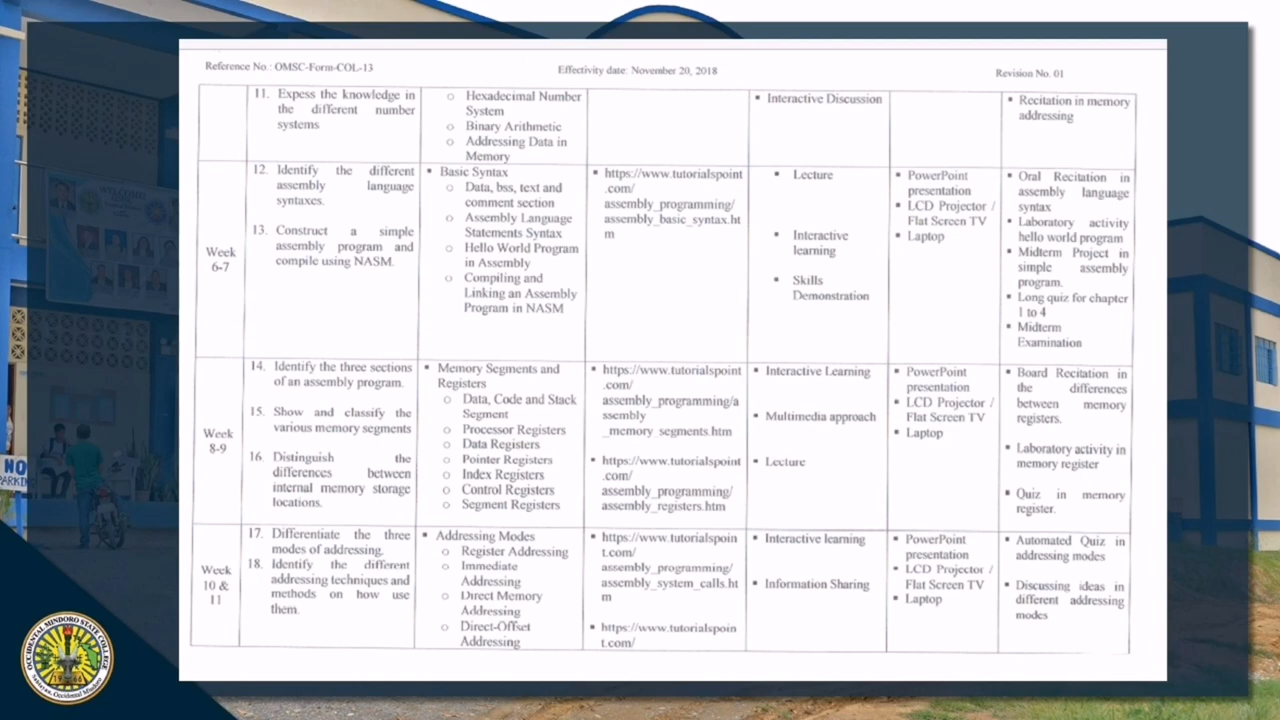 Reference No.: OMSC-Form-COL-13
Effectivity date: November 20, 2018
Revision No. 01
11. Expess the knowledge in
the different number
systems
o Hexadecimal Number
System
o Binary Arithmetic
o Addressing Data in
Memory
▪ Interactive Discussion
▪ Recitation in memory
addressing
Week
6-7
12. Identify the different
assembly language
syntaxes.
13. Construct a simple
assembly program and
compile using NASM.
▪ Basic Syntax
o Data, bss, text and
comment section
o Assembly Language
Statements Syntax
o Hello World Program
in Assembly
o Compiling and
Linking an Assembly
Program in NASM
▪ https://www.tutorialspoint
.com/
assembly_programming/
assembly_basic_syntax.ht
m
▪ Lecture
▪ Interactive
learning
▪ Skills
Demonstration
▪ PowerPoint
presentation
▪ LCD Projector /
Flat Screen TV
▪ Laptop
▪ Oral Recitation in
assembly language
syntax
▪ Laboratory activity
hello world program
▪ Midterm Project in
simple assembly
program.
▪ Long quiz for chapter
1 to 4
▪ Midterm
Examination
Week
8-9
14. Identify the three sections
of an assembly program.
15. Show and classify the
various memory segments
16. Distinguish the
differences between
internal memory storage
locations.
▪ Memory Segments and
Registers
o Data, Code and Stack
Segment
o Processor Registers
o Data Registers
o Pointer Registers
o Index Registers
o Control Registers
o Segment Registers
▪ https://www.tutorialspoint
.com/
assembly_programming/a
ssembly
_memory_segments.htm
▪ https://www.tutorialspoint
.com/
assembly_programming/
assembly_registers.htm
▪ Interactive Learning
▪ Multimedia approach
▪ Lecture
▪ PowerPoint
presentation
▪ LCD Projector /
Flat Screen TV
▪ Laptop
▪ Board Recitation in
the differences
between memory
registers.
▪ Laboratory activity in
memory register
▪ Quiz in memory
register.
Week
10 &
11
17. Differentiate the three
modes of addressing.
18. Identify the different
addressing techniques and
methods on how use
them.
▪ Addressing Modes
o Register Addressing
o Immediate
Addressing
o Direct Memory
Addressing
o Direct-Offset
Addressing
▪ https://www.tutorialspoin
t.com/
assembly_programming/
assembly_system_calls.ht
m
▪ https://www.tutorialspoin
t.com/
▪ Interactive learning
▪ Information Sharing
▪ PowerPoint
presentation
▪ LCD Projector /
Flat Screen TV
▪ Laptop
▪ Automated Quiz in
addressing modes
▪ Discussing ideas in
different addressing
modes
WELCOME
NO
PARKING
OCCIDENTAL MINDORO STATE COLLEGE